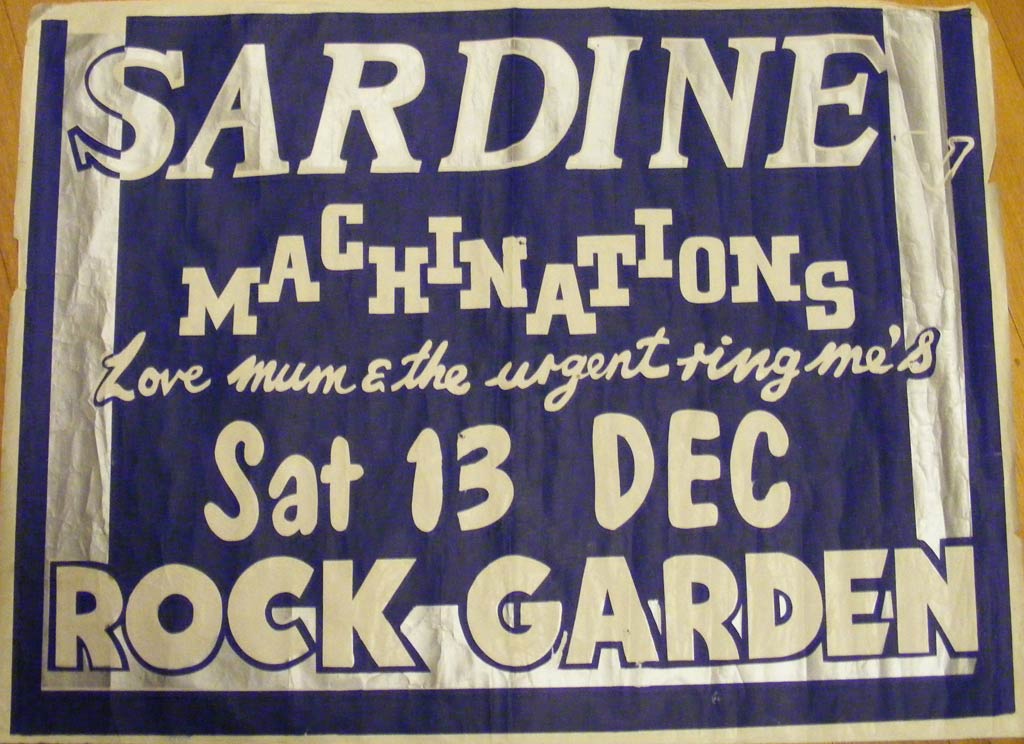 SARDINE v
MACHINATIONS
Love mum & the urgent ring me's
Sat 13 DEC
ROCK GARDEN